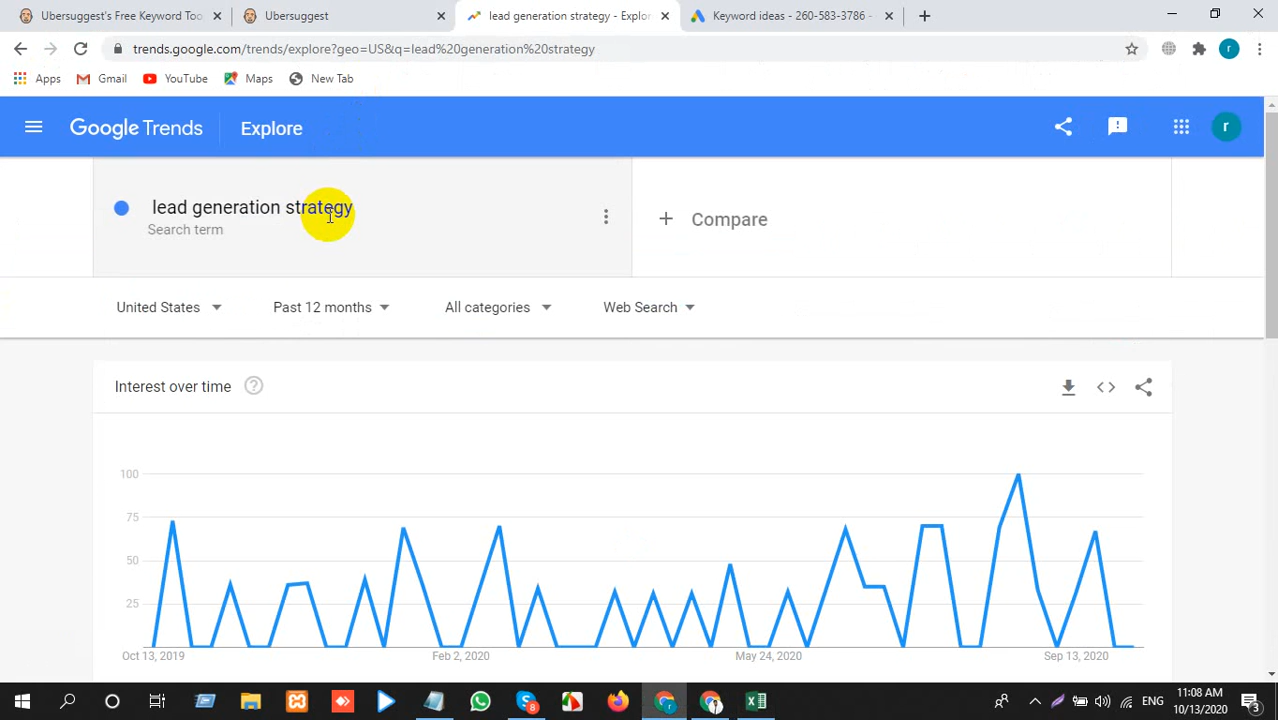 Ubersuggest's Free Keyword Too
Ubersuggest
lead generation strategy - Explor
Keyword ideas - 260-583-3786 -
trends.google.com/trends/explore?geo=US&q=lead%20generation%20strategy
r
Apps
Gmail
YouTube
Maps
New Tab
Google Trends
Explore
r
lead generation strategy
Search term
+ Compare
United States
Past 12 months
All categories
Web Search
Interest over time
100
75
50
25
Oct 13, 2019
Feb 2, 2020
May 24, 2020
Sep 13, 2020
8
ENG
11:08 AM
10/13/2020
3